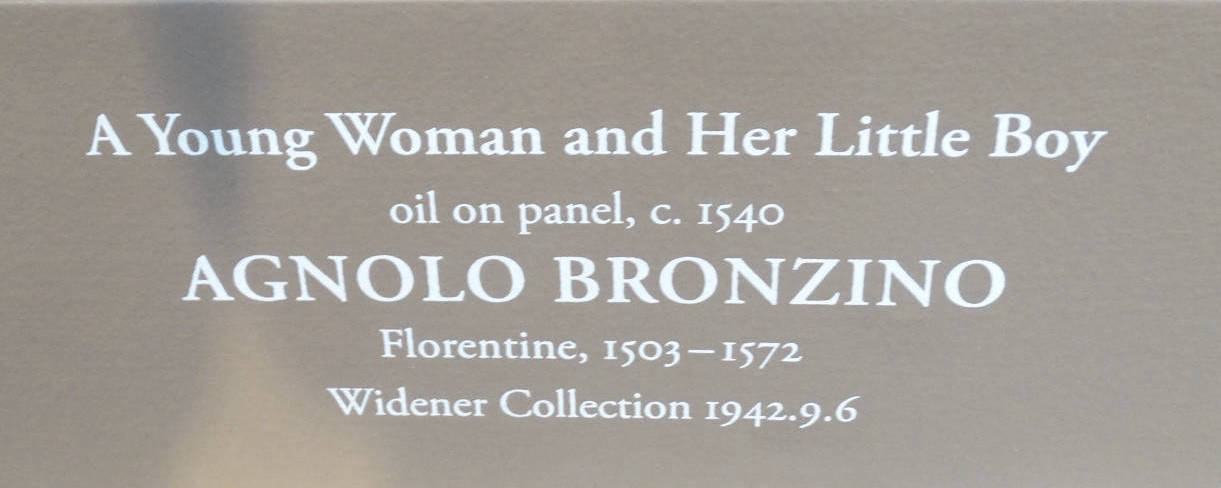 A Young Woman and Her Little Boy
oil on panel, c. 1540
AGNOLO BRONZINO
Florentine, 1503–1572
Widener Collection 1942.9.6